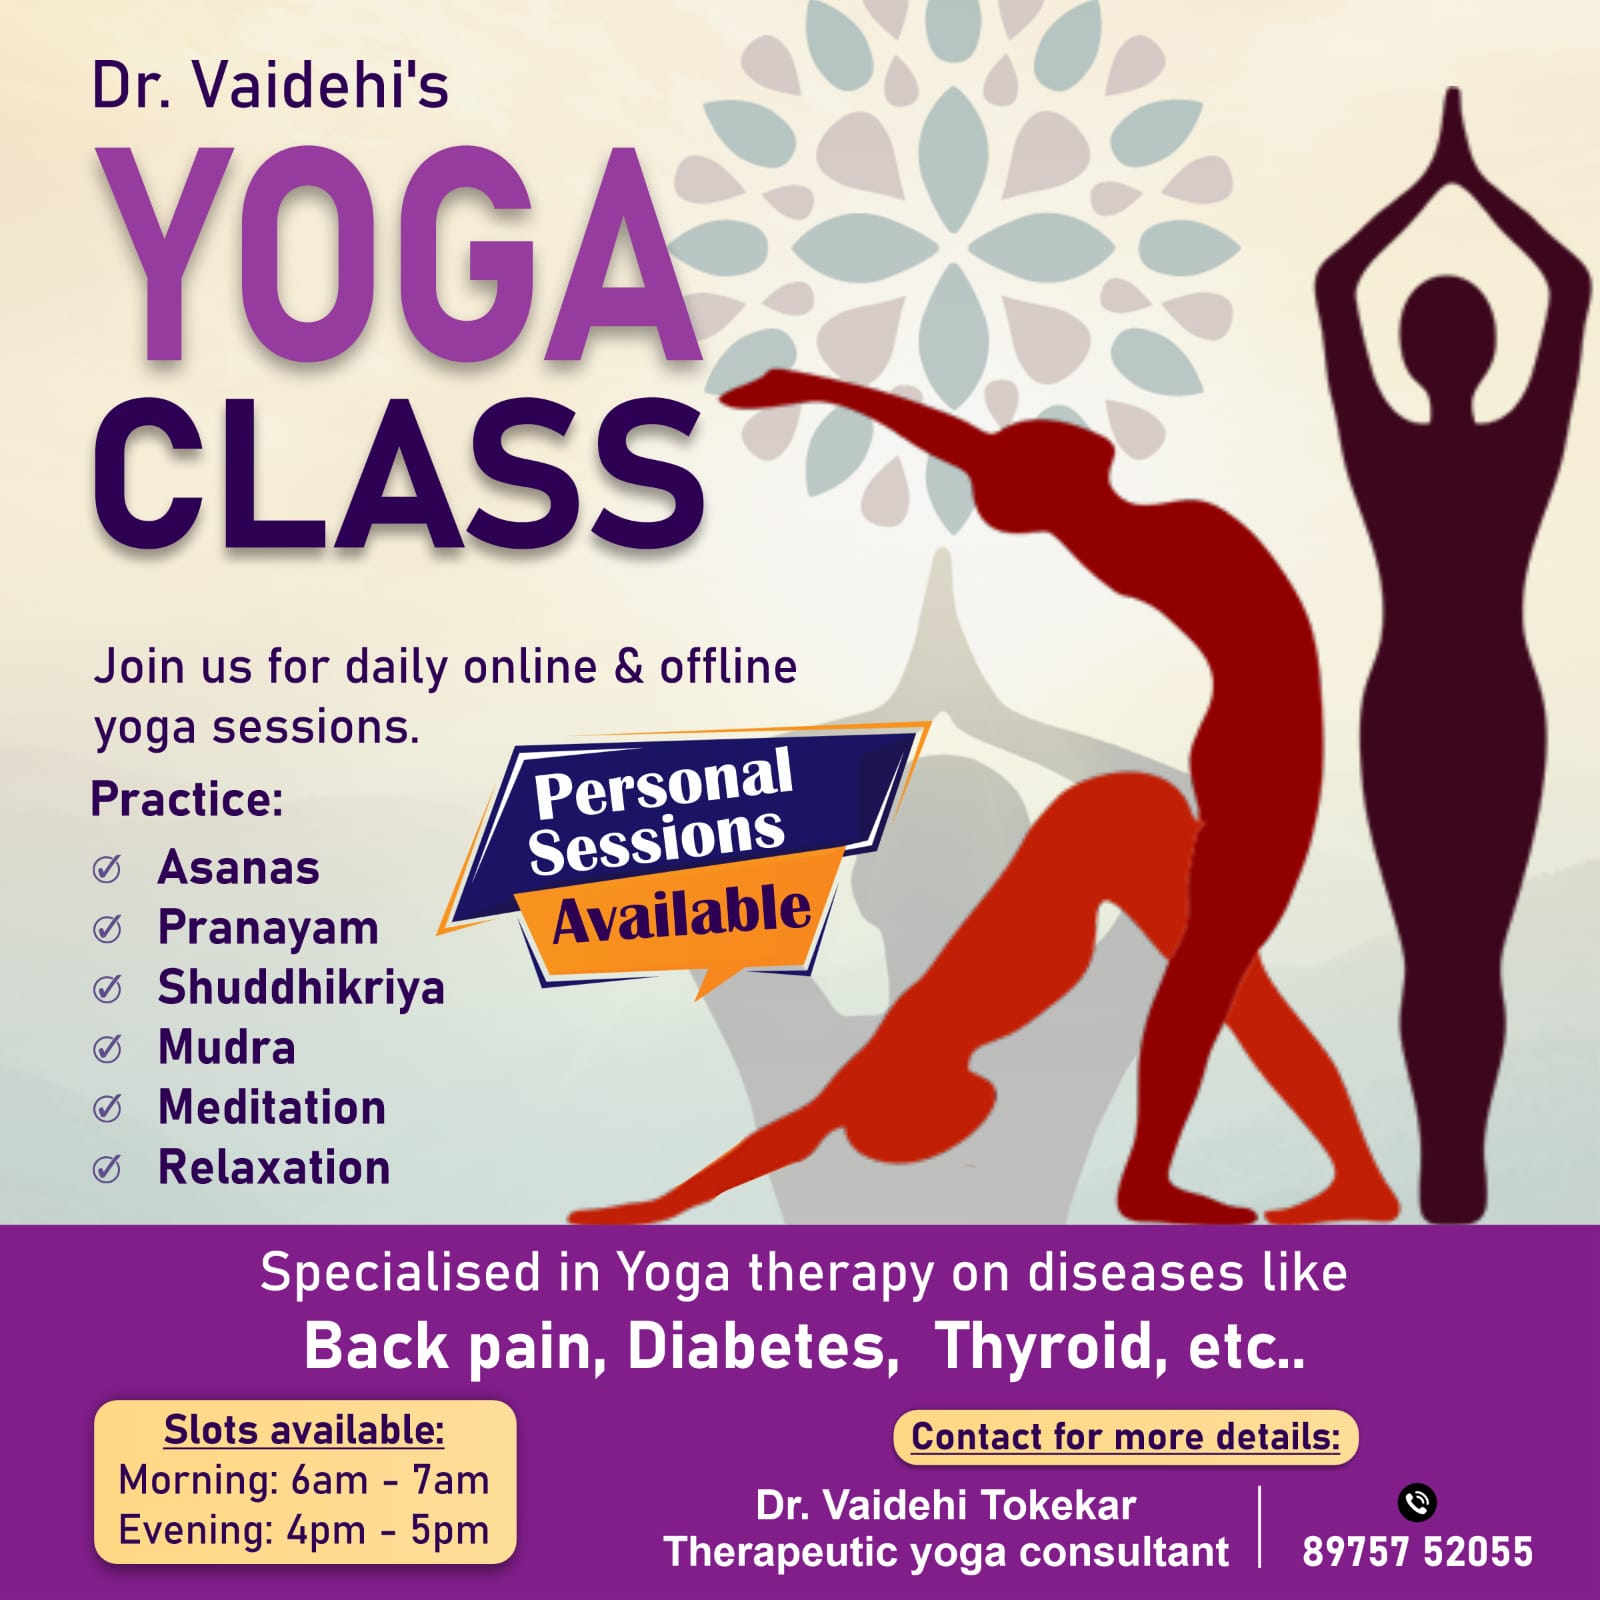 Dr. Vaidehi's
YOGA
CLASS
Join us for daily online & offline
yoga sessions.
Practice:
Asanas
Pranayam
Shuddhikriya
Mudra
Meditation
Relaxation
Personal
Sessions
Available
Specialised in Yoga therapy on diseases like
Back pain, Diabetes, Thyroid, etc..
Slots available:
Morning: 6am - 7am
Evening: 4pm - 5pm
Contact for more details:
Dr. Vaidehi Tokekar
Therapeutic yoga consultant
89757 52055